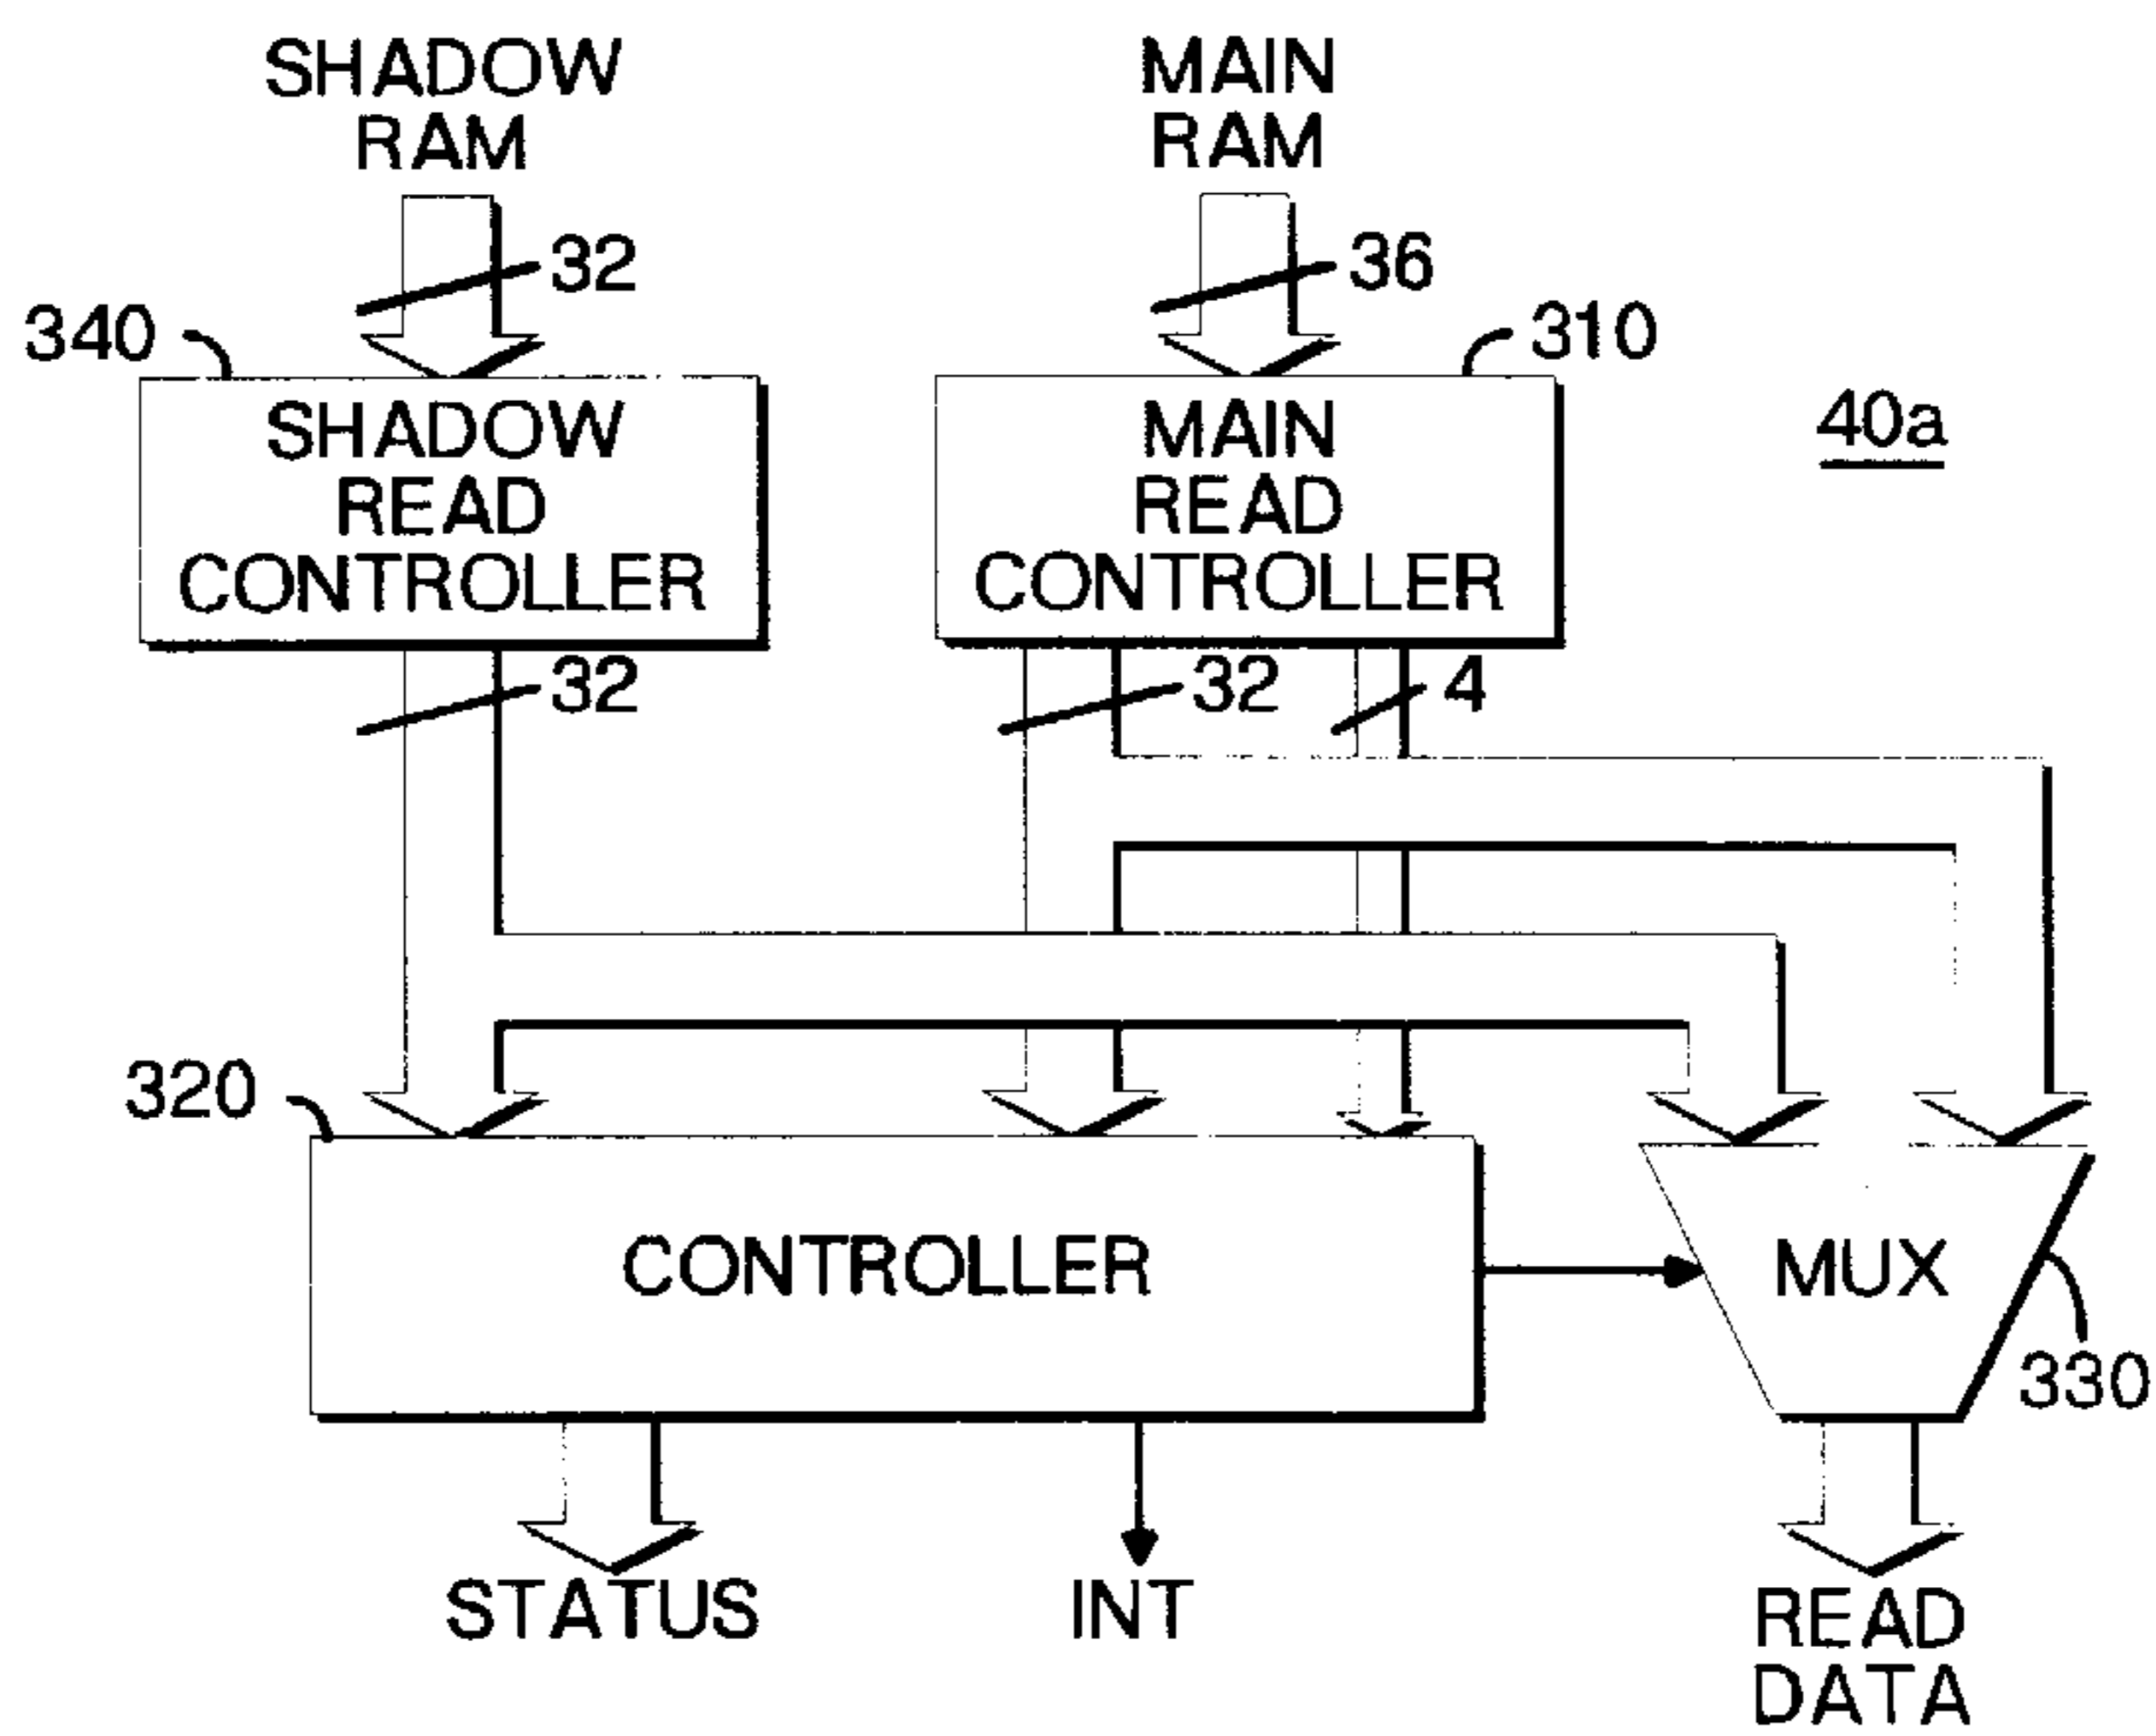 SHADOW
RAM
MAIN
RAM
32
36
340
310
SHADOW
READ
CONTROLLER
MAIN
READ
CONTROLLER
40a
32
32
4
320
CONTROLLER
MUX
330
STATUS
INT
READ
DATA